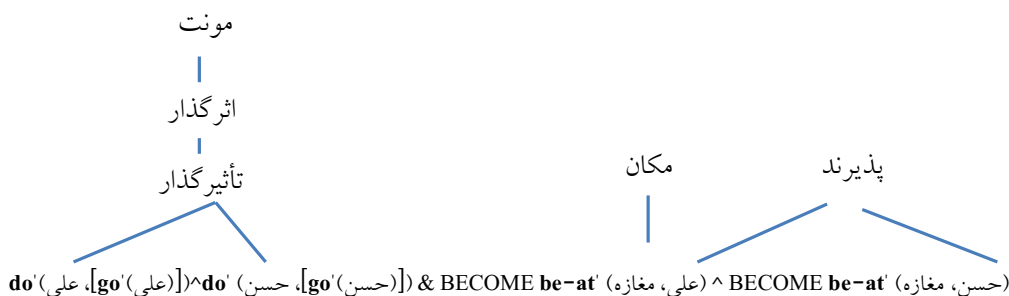 مونت
اثرگذار
تأثیرگذار
مکان
پذیرند
do'(علی، [go'(علی)])^do' (حسن، [go'(حسن)]) & BECOME be-at' (علی، مغازه) ^ BECOME be-at' (حسن، مغازه)